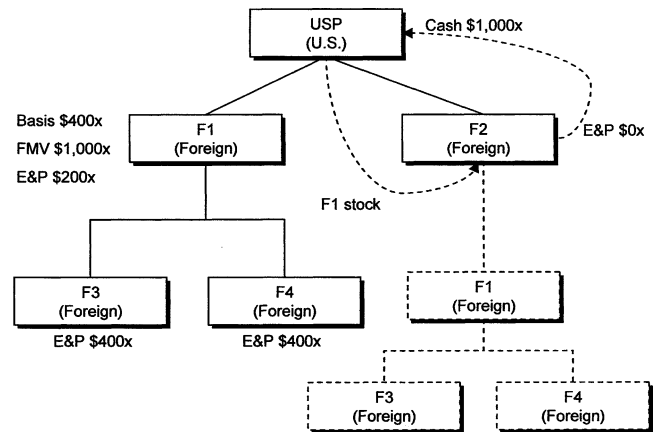 USP
(U.S.)
Cash $1,000x
Basis $400x
FMV $1,000x
E&P $200x
F1
(Foreign)
F2
(Foreign)
E&P $0x
F1 stock
F3
(Foreign)
E&P $400x
F4
(Foreign)
E&P $400x
F1
(Foreign)
F3
(Foreign)
F4
(Foreign)